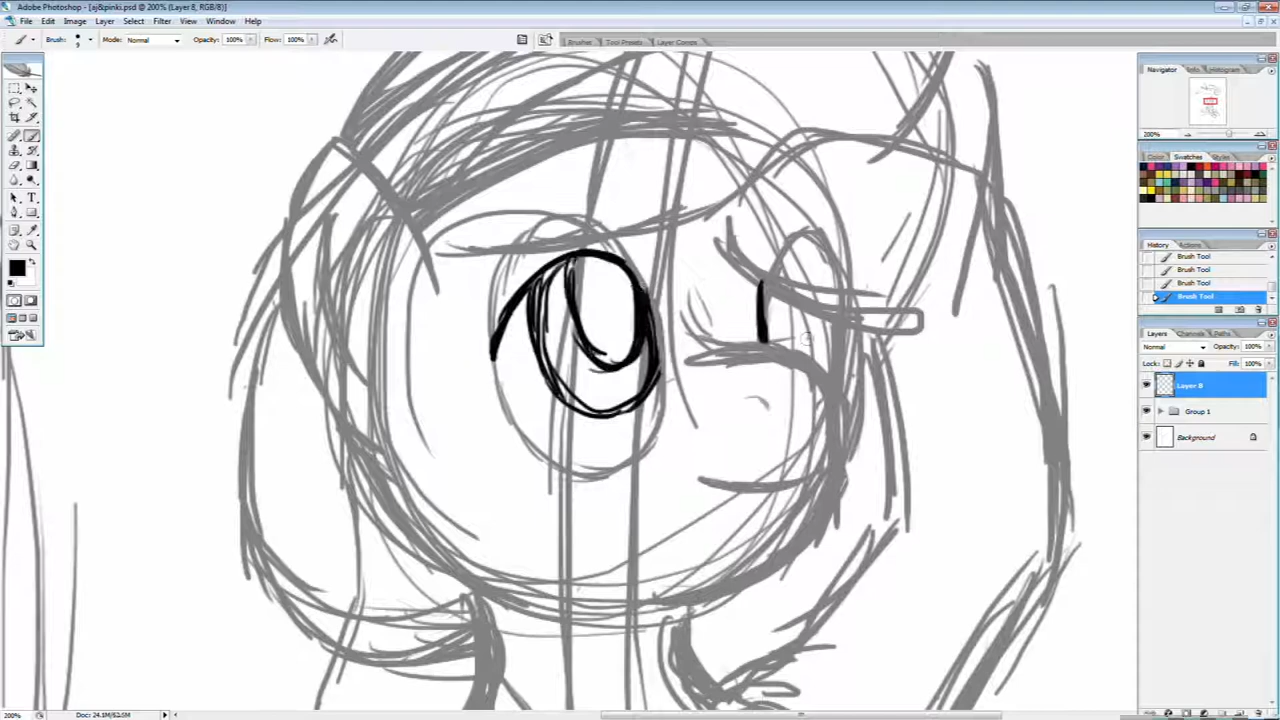 Adobe Photoshop - [aj&pinki.psd @ 200% (Layer 8, RGB/8)]
File Edit Image Layer Select Filter View Window Help
Brush: 9 Mode: Normal Opacity: 100% Flow: 100% Brushes Tool Presets Layer Comps
Navigator Info Histogram
200%
Color Swatches Styles
History Actions
Brush Tool
Brush Tool
Brush Tool
Brush Tool
Layers Channels Paths
Normal Opacity: 100%
Lock: Fill: 100%
Layer 8
Group 1
Background
200% Doc: 24.1M/62.5M